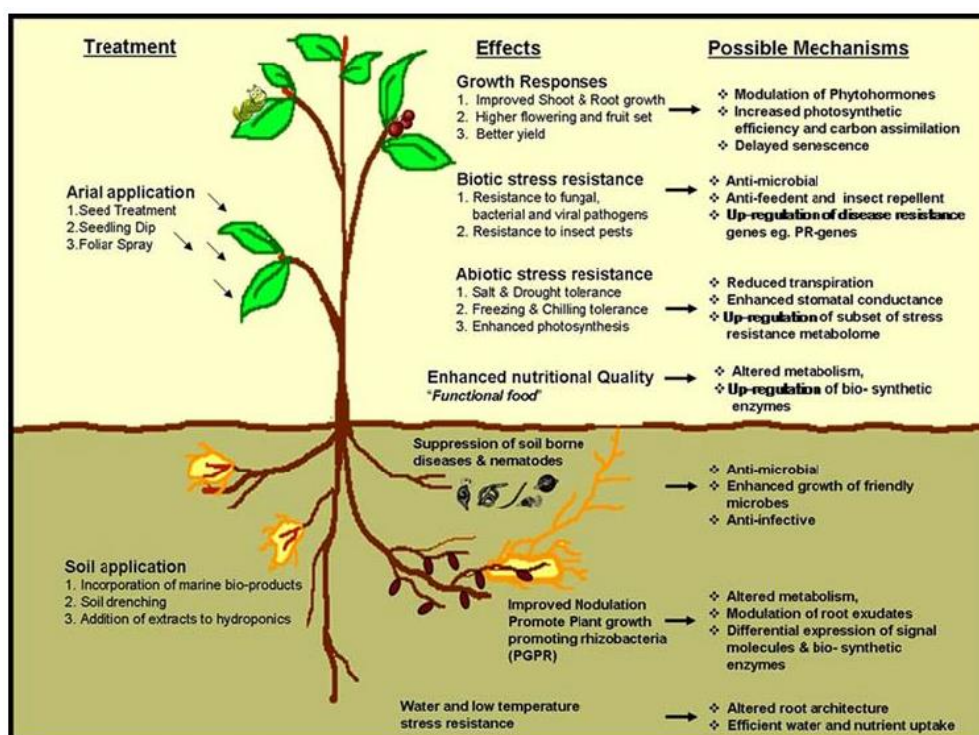 Treatment
Effects
Possible Mechanisms
Growth Responses
1. Improved Shoot & Root growth
2. Higher flowering and fruit set
3. Better yield
❖ Modulation of Phytohormones
❖ Increased photosynthetic
efficiency and carbon assimilation
❖ Delayed senescence
Arial application
1.Seed Treatment,
2.Seedling Dip
3.Foliar Spray
Biotic stress resistance
1. Resistance to fungal,
bacterial and viral pathogens
2. Resistance to insect pests
❖ Anti-microbial
❖ Anti-feedent and insect repellent
❖ Up-regulation of disease resistance
genes eg. PR-genes
Abiotic stress resistance
1. Salt & Drought tolerance
2. Freezing & Chilling tolerance
3. Enhanced photosynthesis
❖ Reduced transpiration
❖ Enhanced stomatal conductance
❖ Up-regulation of subset of stress
resistance metabolome
Enhanced nutritional Quality
"Functional food"
❖ Altered metabolism,
❖ Up-regulation of bio- synthetic
enzymes
Suppression of soil borne
diseases & nematodes
❖ Anti-microbial
❖ Enhanced growth of friendly
microbes
❖ Anti-infective
Soil application
1. Incorporation of marine bio-products
2. Soil drenching
3. Addition of extracts to hydroponics
Improved Nodulation
Promote Plant growth
promoting rhizobacteria
(PGPR)
❖ Altered metabolism,
❖ Modulation of root exudates
❖ Differential expression of signal
molecules & bio- synthetic
enzymes
Water and low temperature
stress resistance
❖ Altered root architecture
❖ Efficient water and nutrient uptake